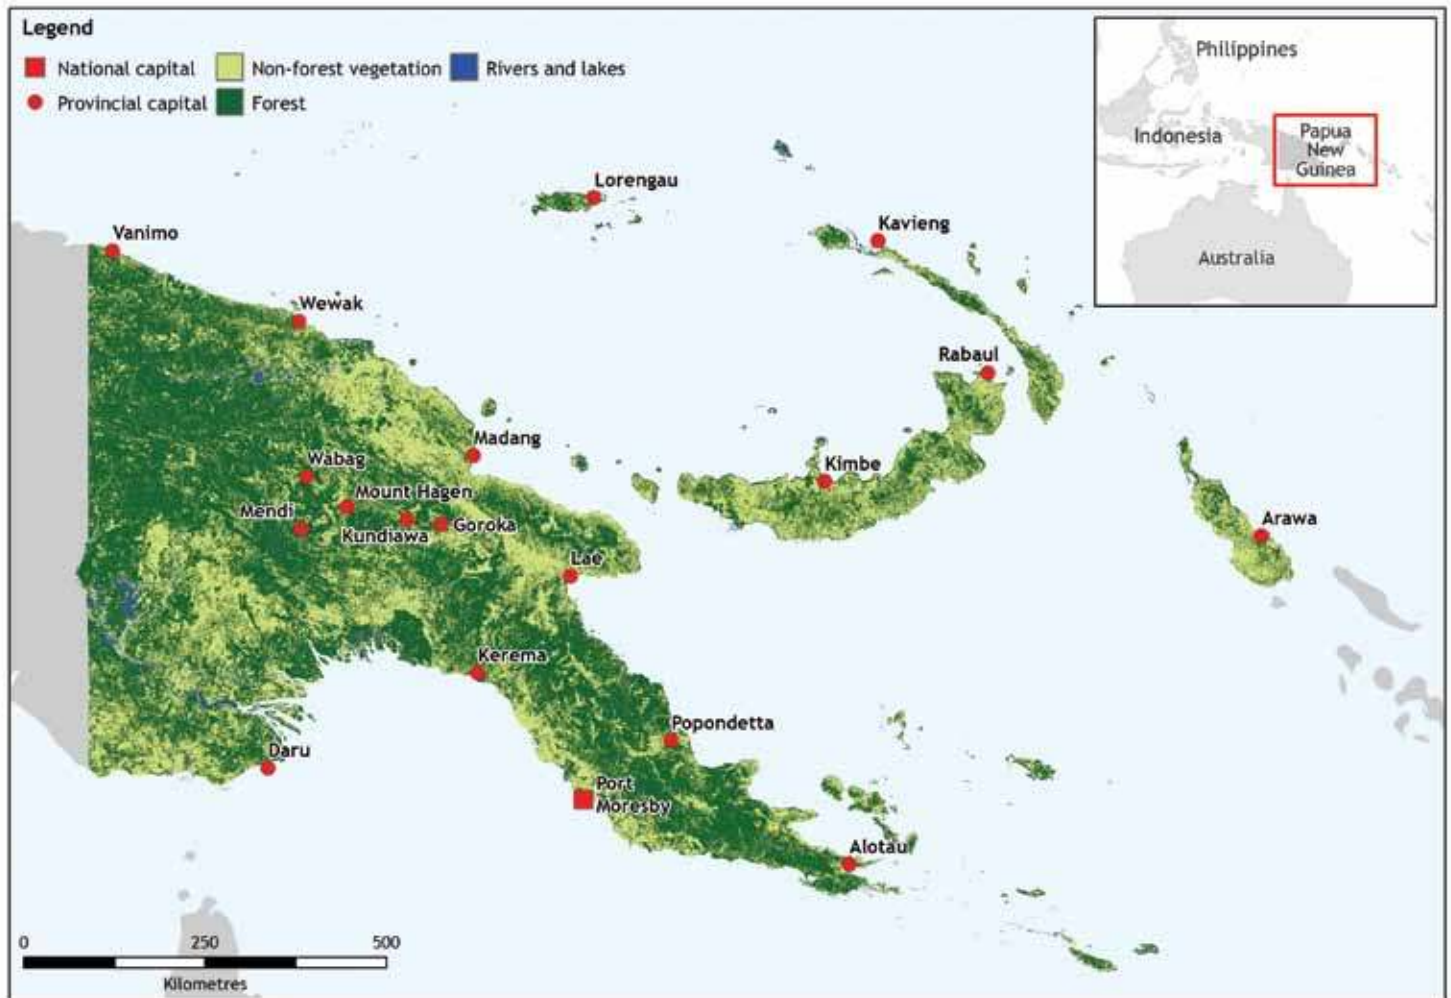 Legend
National capital
Non-forest vegetation
Rivers and lakes
Provincial capital
Forest
Philippines
Indonesia
Papua
New
Guinea
Australia
Lorengau
Vanimo
Kavieng
Wewak
Rabaul
Madang
Wabag
Kimbe
Mount Hagen
Mendi
Kundiawa
Goroka
Arawa
Lae
Kerema
Popondetta
Daru
Port
Moresby
Alotau
0 250 500
Kilometres